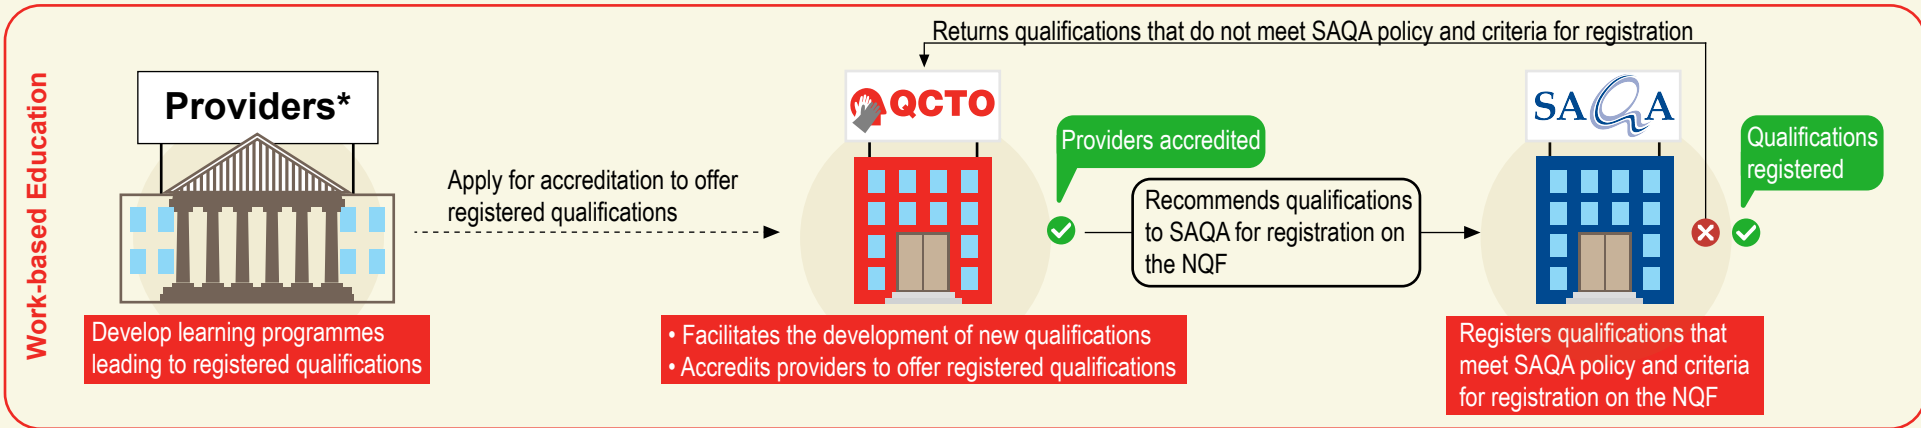 Work-based Education
Providers*
Develop learning programmes
leading to registered qualifications
Apply for accreditation to offer
registered qualifications
Returns qualifications that do not meet SAQA policy and criteria for registration
QCTO
• Facilitates the development of new qualifications
• Accredits providers to offer registered qualifications
Providers accredited
Recommends qualifications
to SAQA for registration on
the NQF
SAQA
Registers qualifications that
meet SAQA policy and criteria
for registration on the NQF
Qualifications
registered